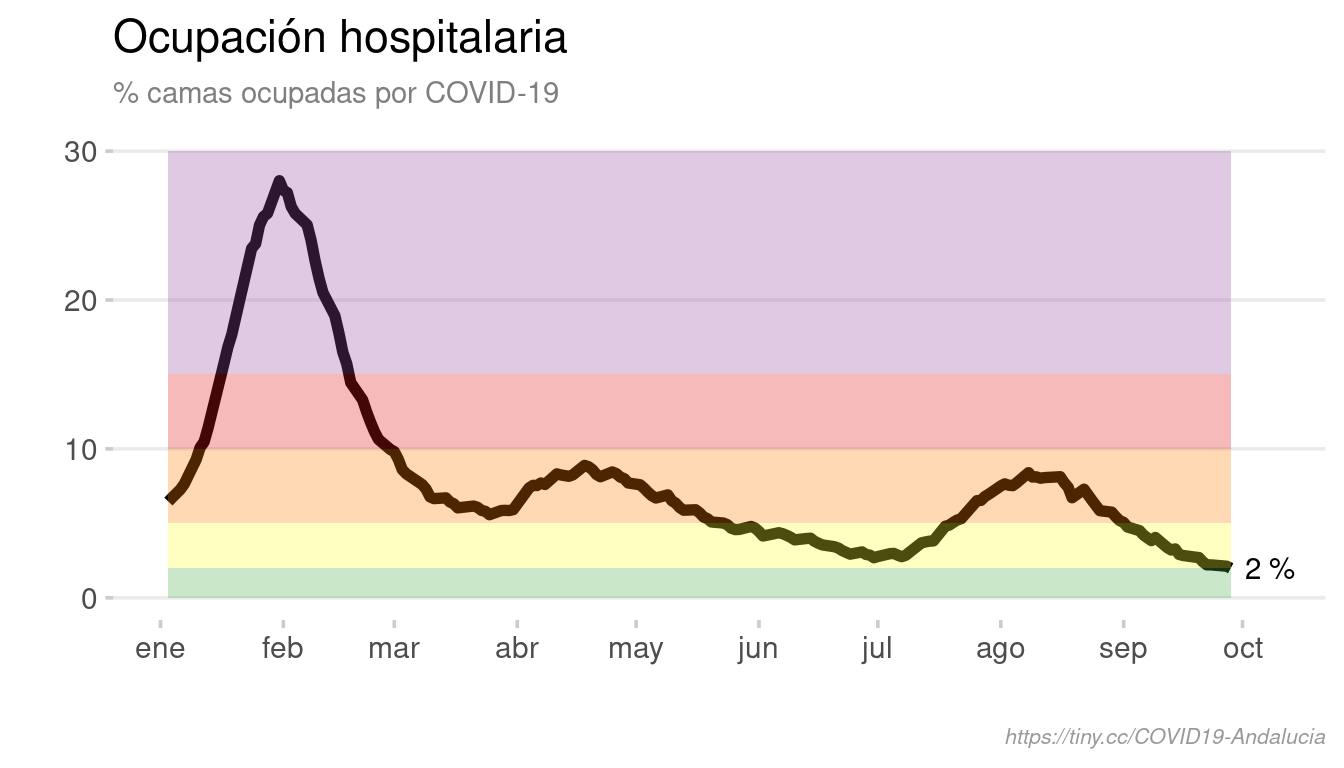 Ocupación hospitalaria
% camas ocupadas por COVID-19
30
20
10
0
2 %
ene feb mar abr may jun jul ago sep oct
https://tiny.cc/COVID19-Andalucia